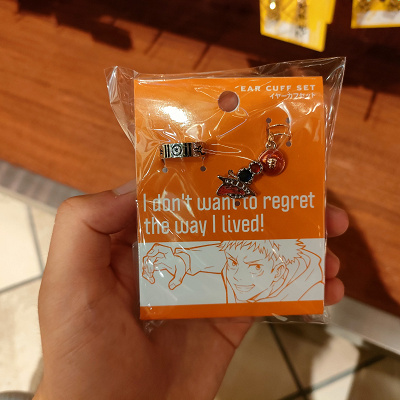 EAR CUFF SET
イヤーカフセット
I don't want to regret
the way I lived!